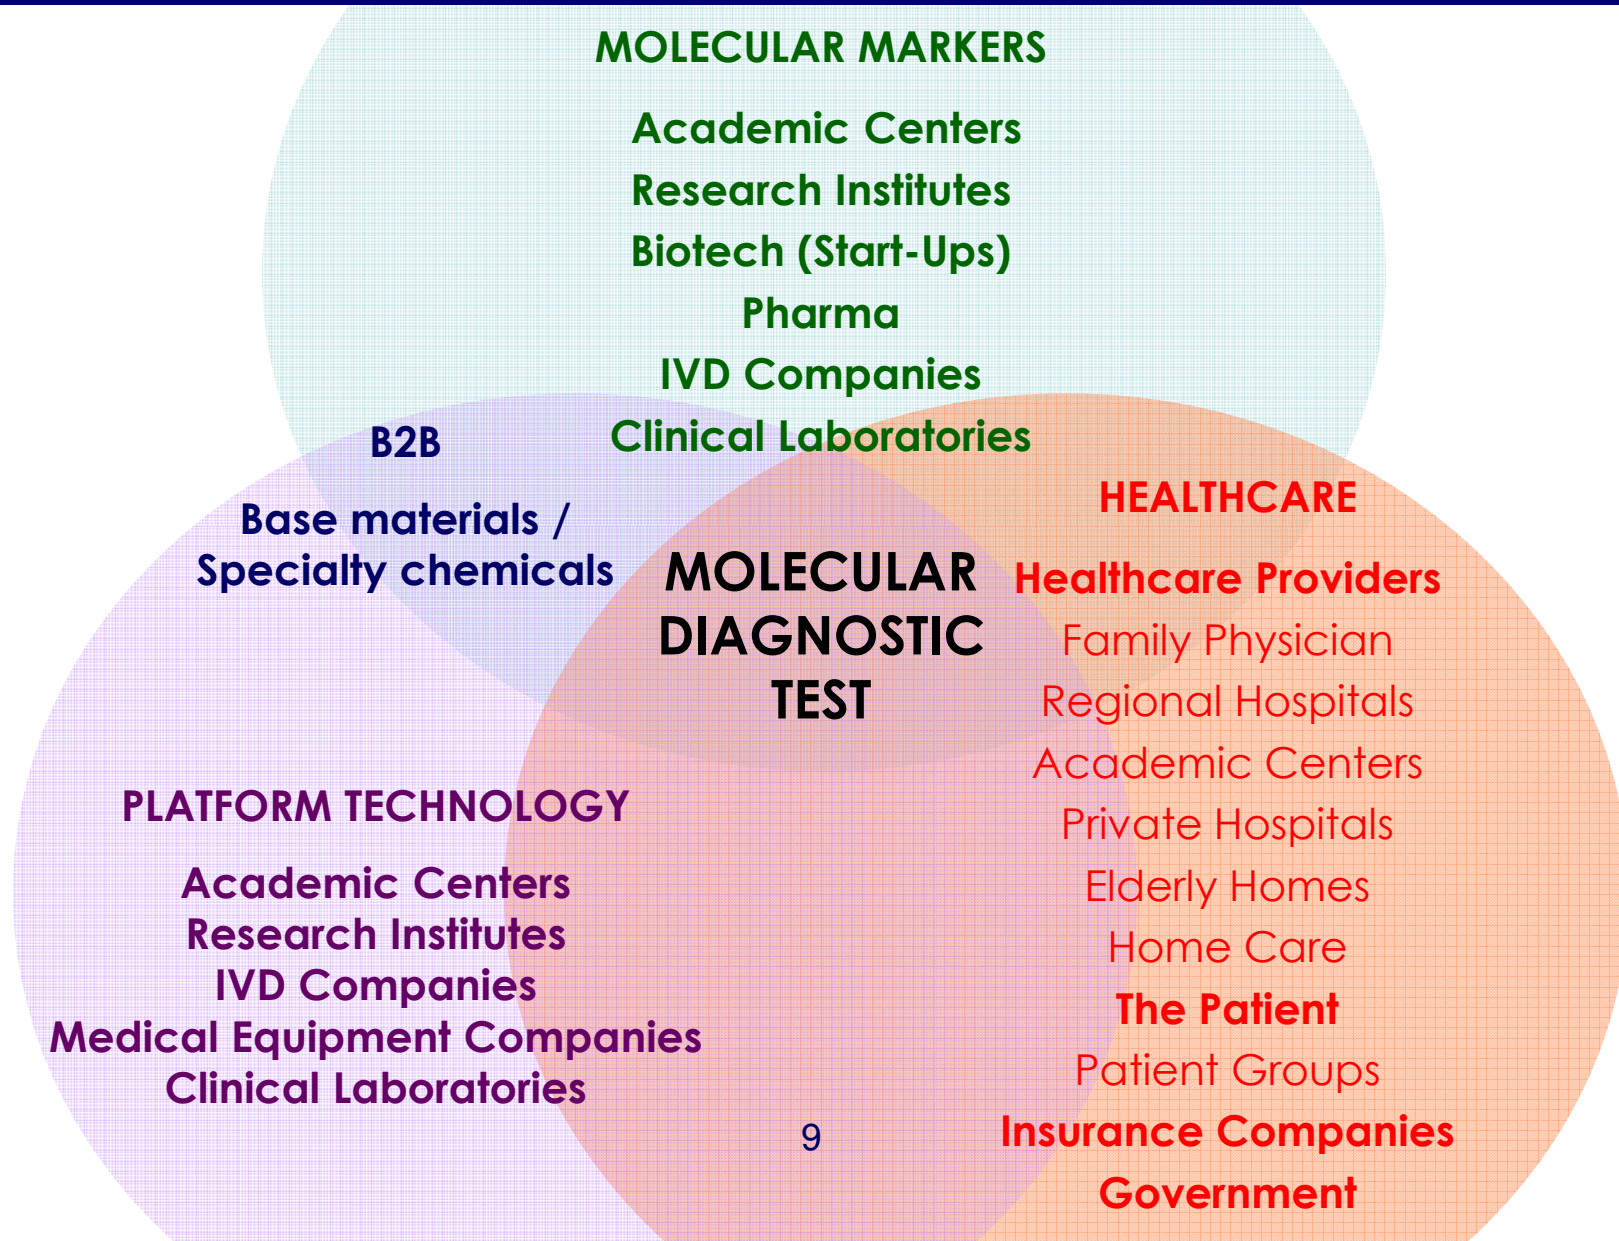 MOLECULAR MARKERS
Academic Centers
Research Institutes
Biotech (Start-Ups)
Pharma
IVD Companies
Clinical Laboratories
B2B
Base materials /
Specialty chemicals
MOLECULAR
DIAGNOSTIC
TEST
HEALTHCARE
Healthcare Providers
Family Physician
Regional Hospitals
Academic Centers
Private Hospitals
Elderly Homes
Home Care
The Patient
Patient Groups
Insurance Companies
Government
PLATFORM TECHNOLOGY
Academic Centers
Research Institutes
IVD Companies
Medical Equipment Companies
Clinical Laboratories
9